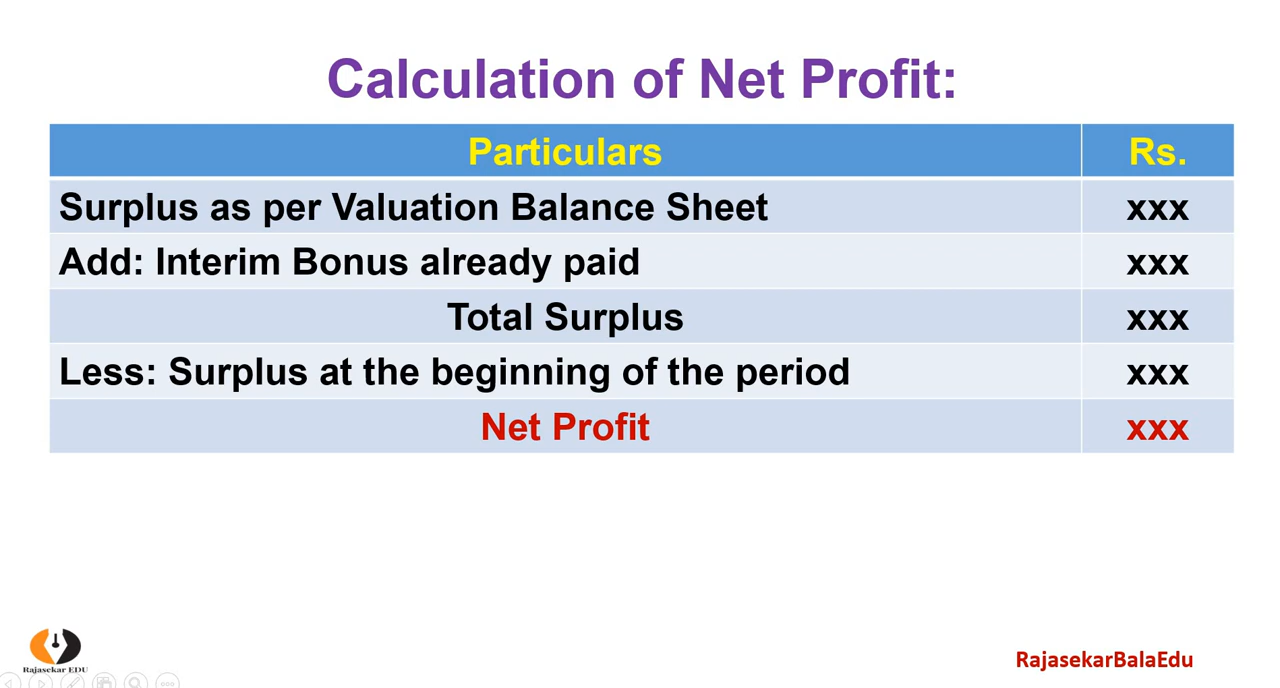 Calculation of Net Profit:
Particulars Rs.
Surplus as per Valuation Balance Sheet xxx
Add: Interim Bonus already paid xxx
Total Surplus xxx
Less: Surplus at the beginning of the period xxx
Net Profit xxx
Rajasekar EDU
RajasekarBalaEdu